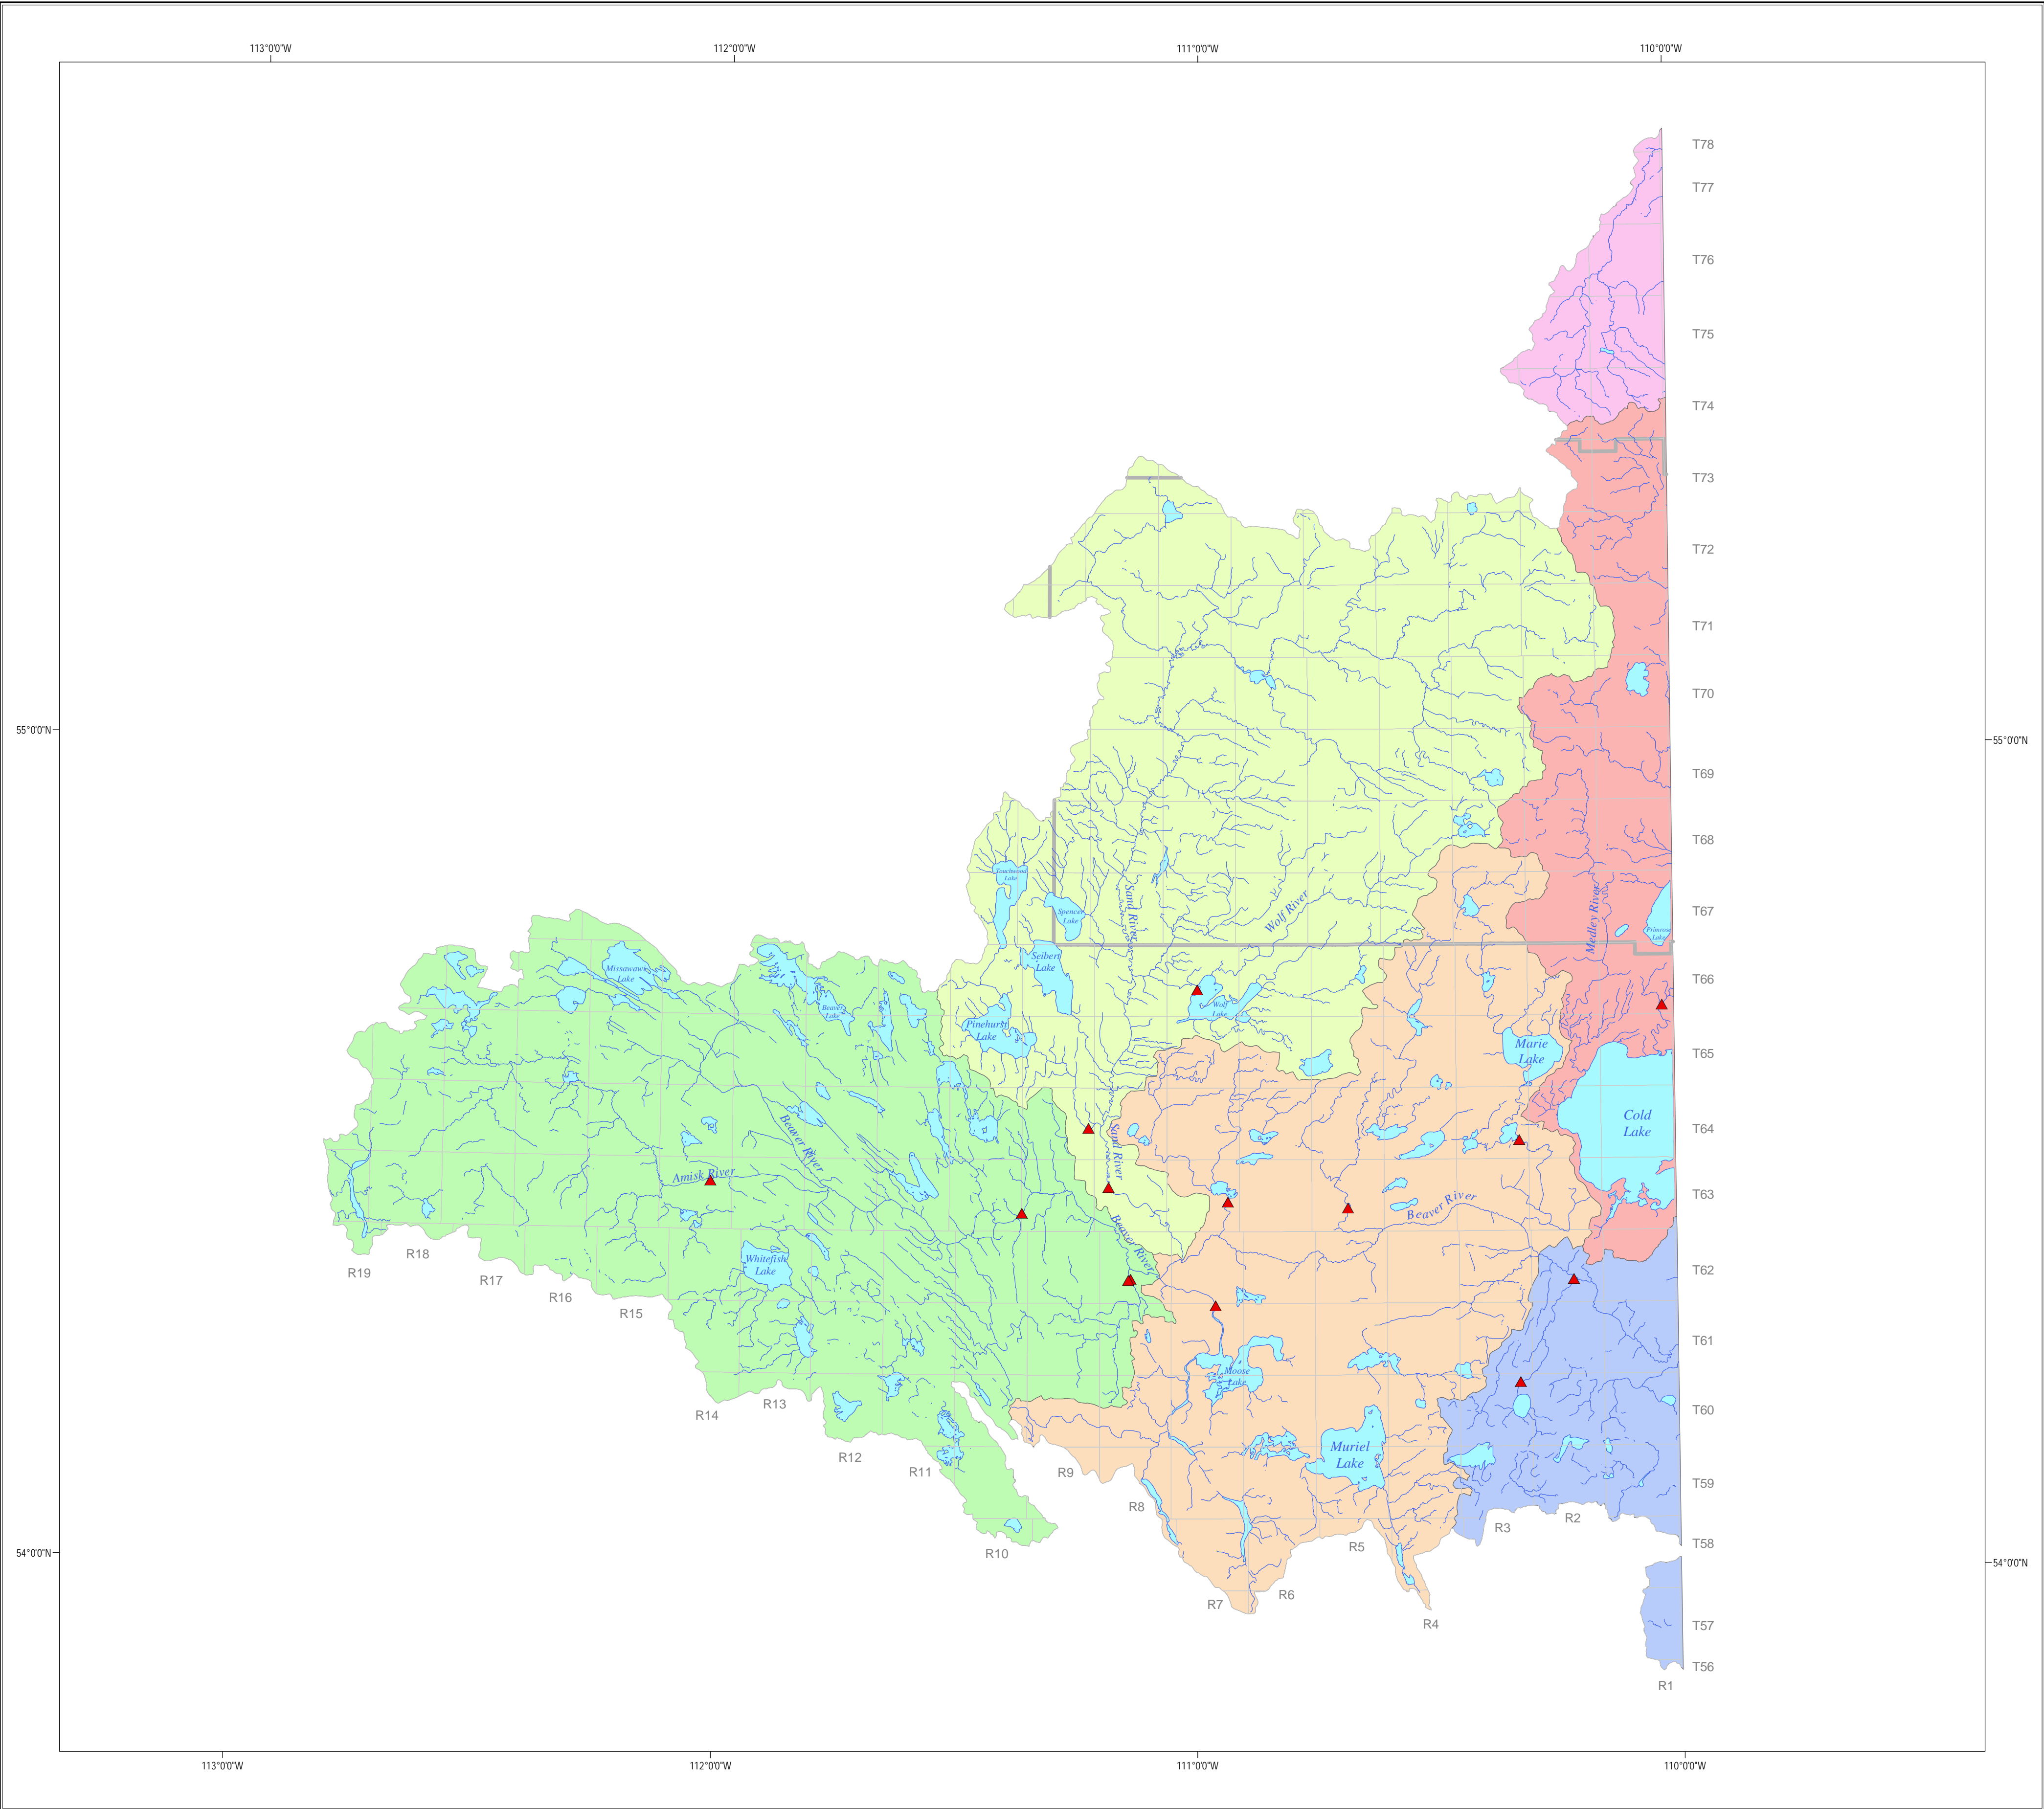 113°0'0"W
112°0'0"W
111°0'0"W
110°0'0"W
T78
T77
T76
T75
T74
T73
T72
T71
T70
55°0'0"N
55°0'0"N
T69
T68
Touchwood
Lake
Sand River
Wolf River
Medley River
Spencer
Lake
T67
Primrose
Lake
Missawawi
Lake
Seibert
Lake
T66
Beaver
Lake
Wolf
Lake
Pinehurst
Lake
Marie
Lake
T65
Cold
Lake
T64
Beaver River
Sand River
Amisk River
T63
Beaver River
Beaver River
R18
R19
R17
Whitefish
Lake
T62
R16
R15
T61
Moose
Lake
R14
R13
T60
Muriel
Lake
R12
R11
R9
T59
R8
R3
R2
R10
R5
T58
54°0'0"N
54°0'0"N
R7
R6
R4
T57
T56
R1
113°0'0"W
112°0'0"W
111°0'0"W
110°0'0"W